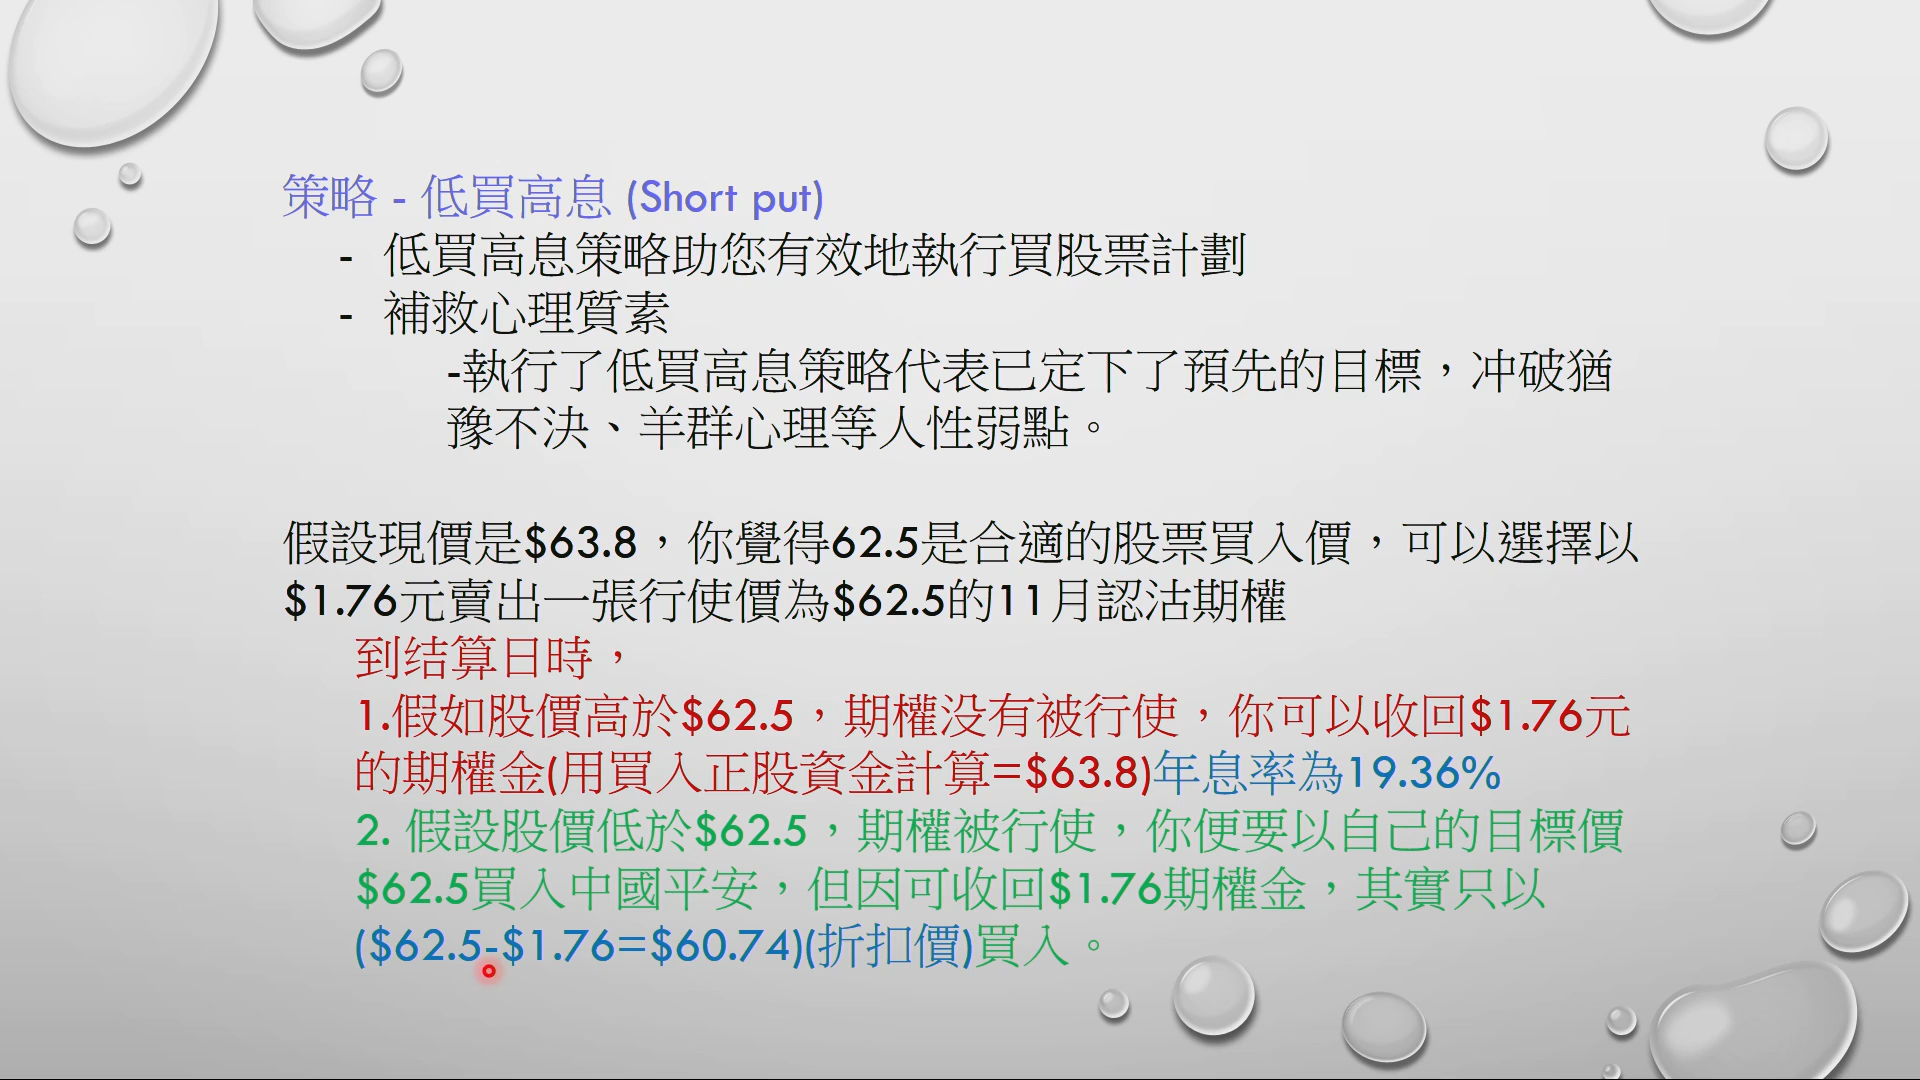 策略 - 低買高息 (Short put)
- 低買高息策略助您有效地執行買股票計劃
- 補救心理質素
-執行了低買高息策略代表已定下了預先的目標，冲破猶
豫不決、羊群心理等人性弱點。
假設現價是$63.8，你覺得62.5是合適的股票買入價，可以選擇以
$1.76元賣出一張行使價為$62.5的11月認沽期權
到结算日時，
1.假如股價高於$62.5，期權没有被行使，你可以收回$1.76元
的期權金(用買入正股資金計算=$63.8)年息率為19.36%
2. 假設股價低於$62.5，期權被行使，你便要以自己的目標價
$62.5買入中國平安，但因可收回$1.76期權金，其實只以
($62.5-$1.76=$60.74)(折扣價)買入。